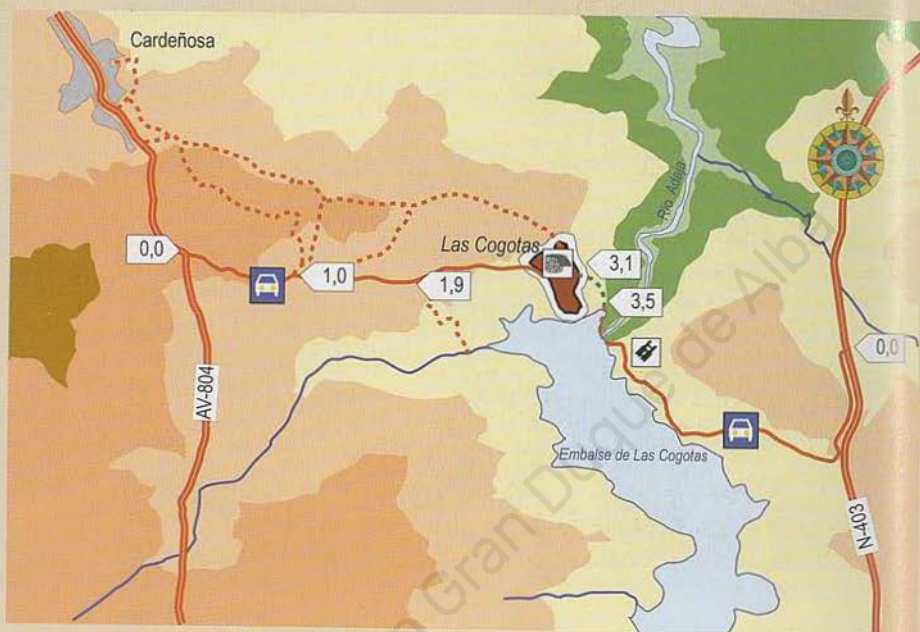 Cardeñosa
Río Adaja
0,0
Las Cogotas
3,1
1,0
1,9
3,5
0,0
AV-804
Embalse de Las Cogotas
N-403
Gran Duque de Alba